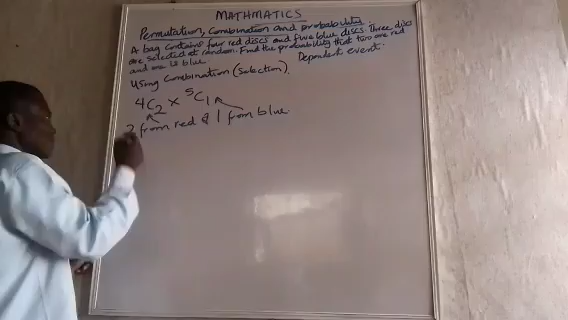 MATHMATICS
Permutation, Combination and probability.
A bag contains four red discs and five blue discs. Three discs
are selected at random. Find the probability that two are red
and one is blue.
Dependent event.
Using Combination (selection).
4C2 x 5C1
2 from red & 1 from blue.